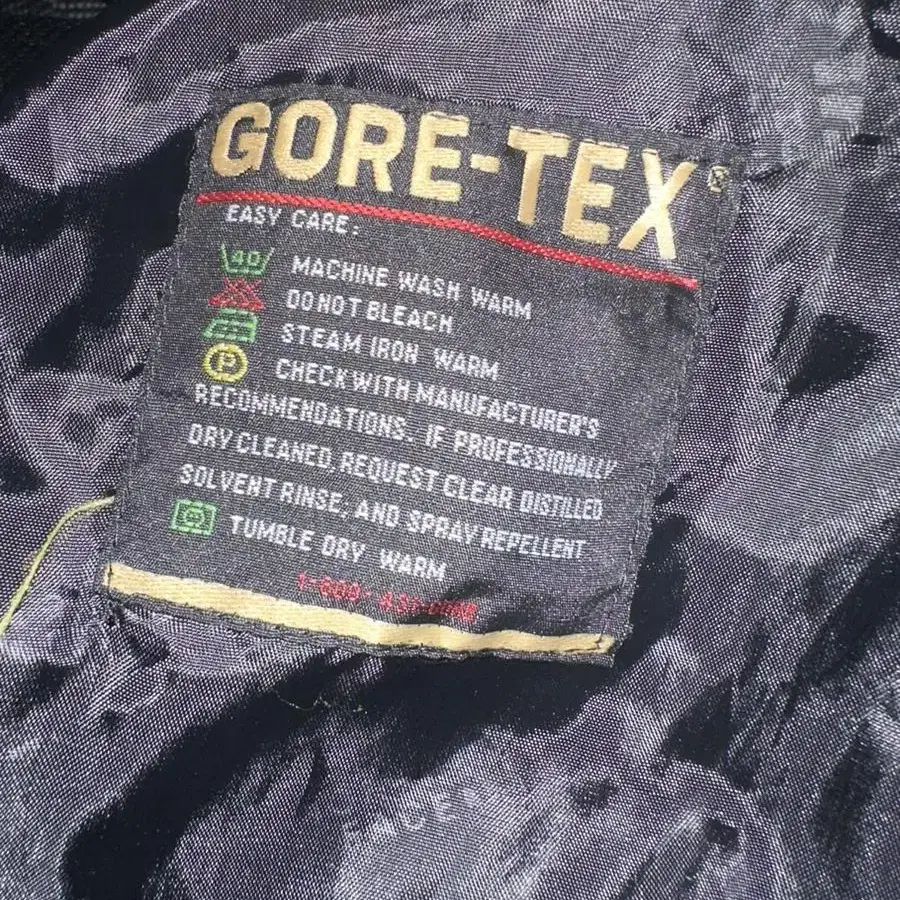 GORE-TEX®
EASY CARE:
40 MACHINE WASH WARM
DO NOT BLEACH
STEAM IRON WARM
P CHECK WITH MANUFACTURER'S
RECOMMENDATIONS. IF PROFESSIONALLY
DRY CLEANED, REQUEST CLEAR DISTILLED
SOLVENT RINSE, AND SPRAY REPELLENT
TUMBLE DRY WARM